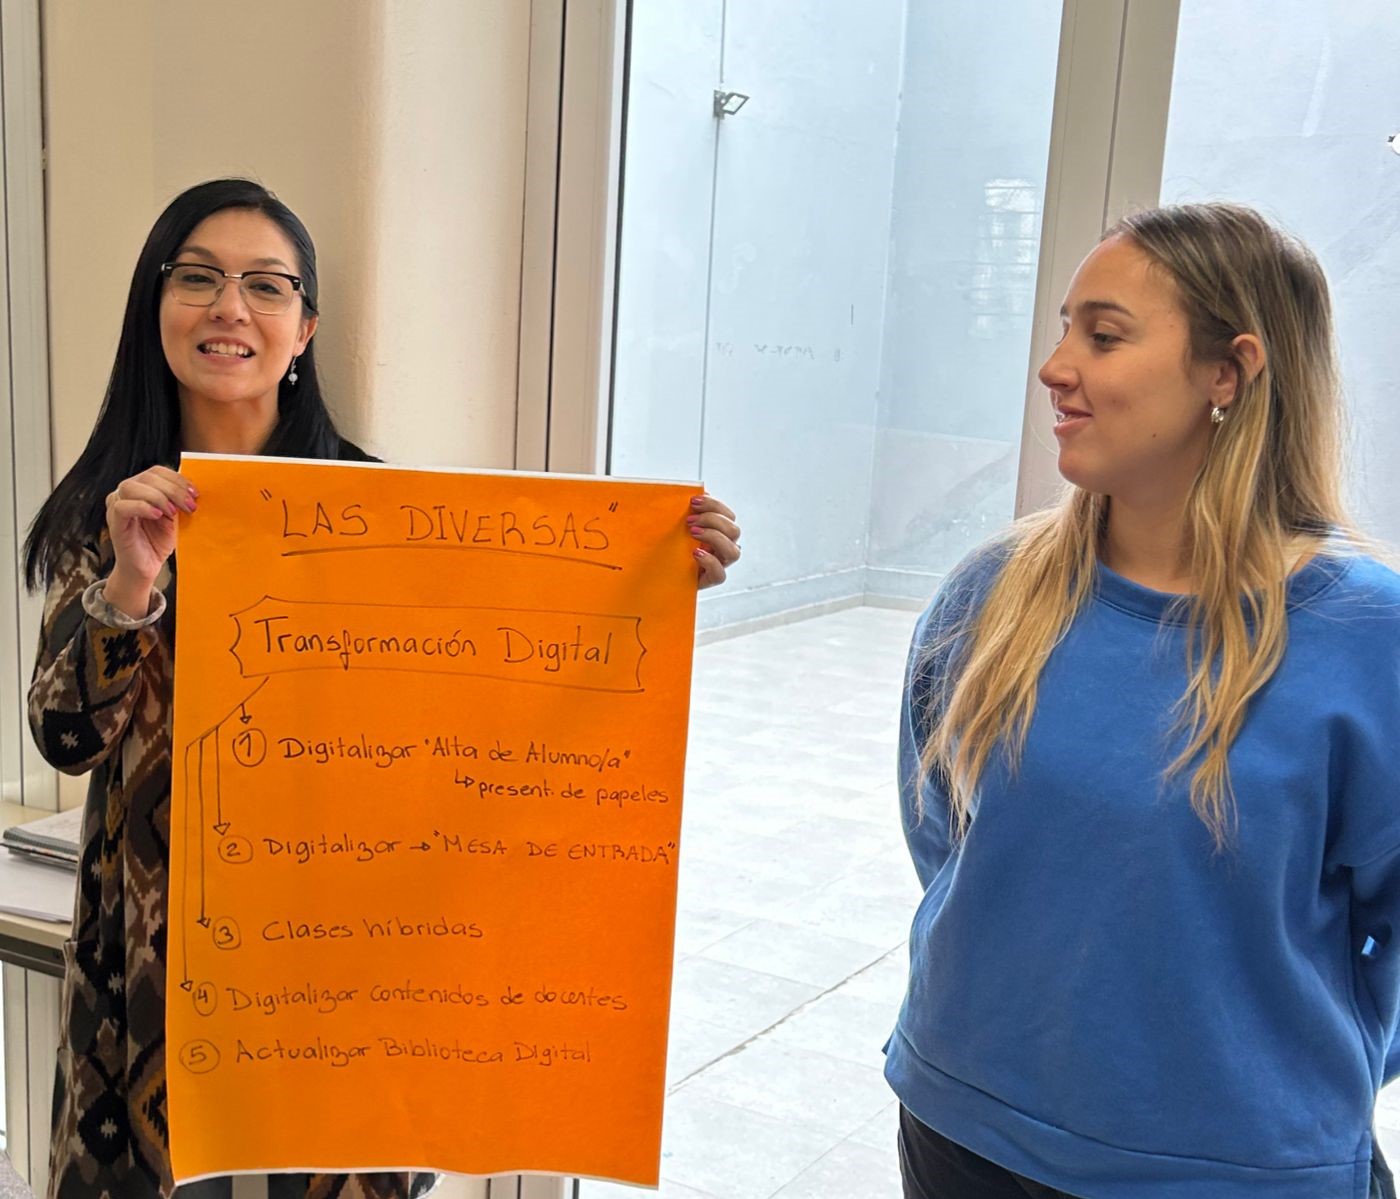 "LAS DIVERSAS"
Transformación Digital
1 Digitalizar "Alta de Alumno/a"
↳ present. de papeles
2 Digitalizar → "MESA DE ENTRADA"
3 Clases híbridas
4 Digitalizar contenidos de docentes
5 Actualizar Biblioteca Digital